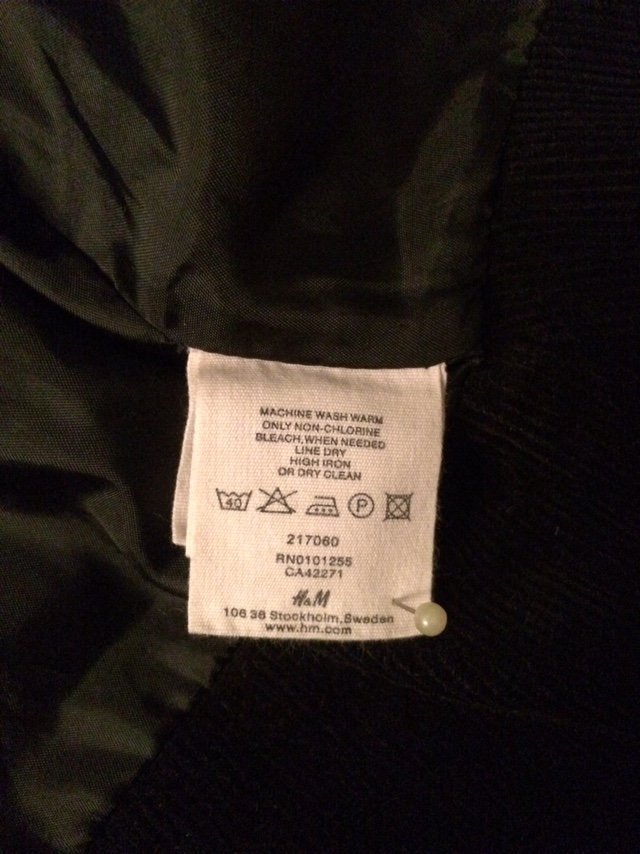 MACHINE WASH WARM
ONLY NON-CHLORINE
BLEACH, WHEN NEEDED
LINE DRY
HIGH IRON
OR DRY CLEAN
40 P
217060
RN0101255
CA42271
H&M
106 38 Stockholm, Sweden
www.hm.com